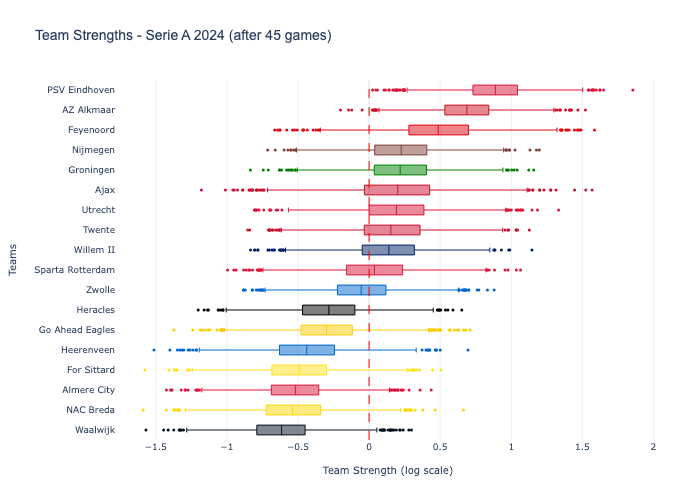 Team Strengths - Serie A 2024 (after 45 games)
Teams
PSV Eindhoven
AZ Alkmaar
Feyenoord
Nijmegen
Groningen
Ajax
Utrecht
Twente
Willem II
Sparta Rotterdam
Zwolle
Heracles
Go Ahead Eagles
Heerenveen
For Sittard
Almere City
NAC Breda
Waalwijk
−1.5 −1 −0.5 0 0.5 1 1.5 2
Team Strength (log scale)